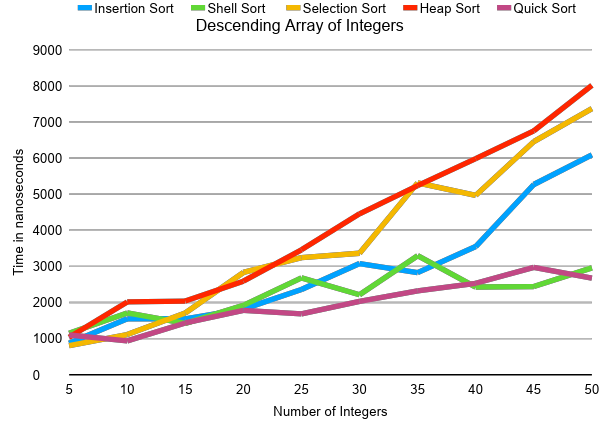 Insertion Sort Shell Sort Selection Sort Heap Sort Quick Sort
Descending Array of Integers
9000
8000
7000
6000
5000
4000
3000
2000
1000
0
Time in nanoseconds
5 10 15 20 25 30 35 40 45 50
Number of Integers